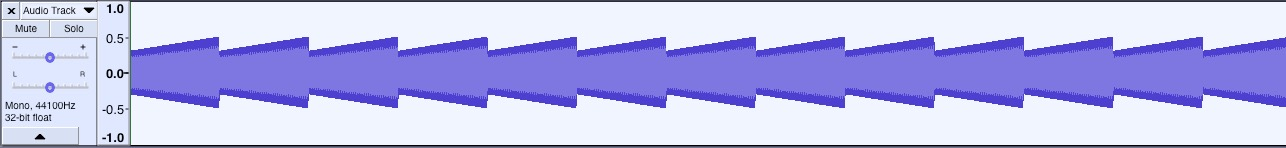 × Audio Track ▼
Mute Solo
- +
L R
Mono, 44100Hz
32-bit float
1.0
0.5
0.0
-0.5
-1.0